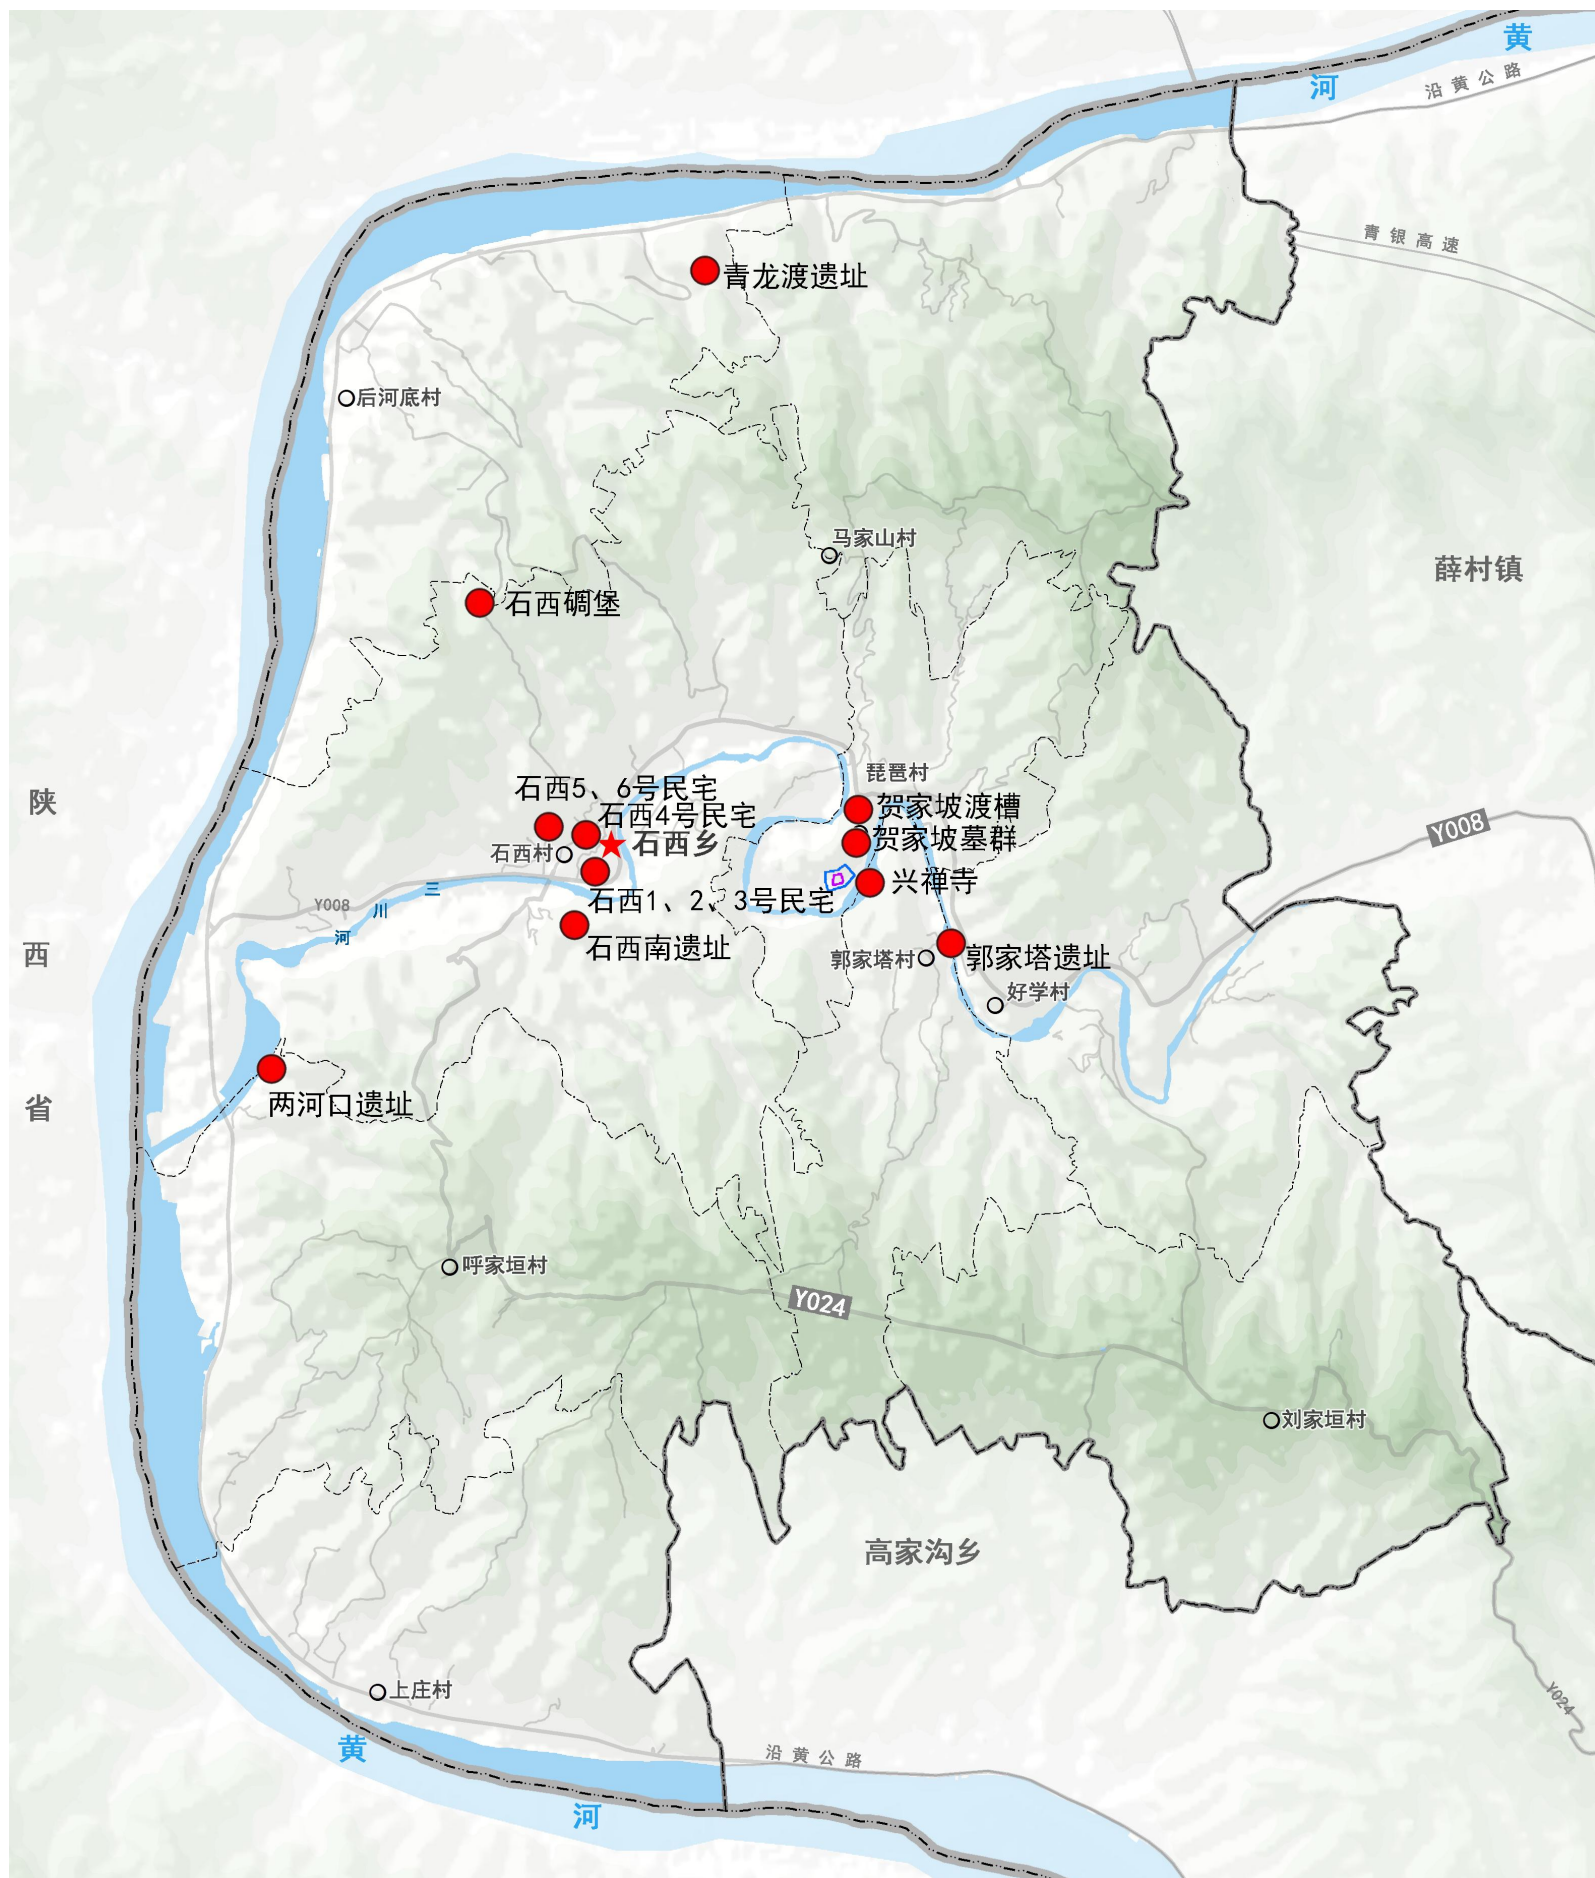 黄
河
沿黄公路
青银高速
青龙渡遗址
后河底村
马家山村
薛村镇
石西碉堡
琵琶村
石西5、6号民宅
陕
西
省
贺家坡渡槽
石西4号民宅
Y008
贺家坡墓群
石西乡
石西村
兴禅寺
三
川
河
Y008
石西1、2、3号民宅
石西南遗址
郭家塔村
郭家塔遗址
好学村
两河口遗址
呼家垣村
Y024
刘家垣村
高家沟乡
上庄村
Y024
黄
河
沿黄公路